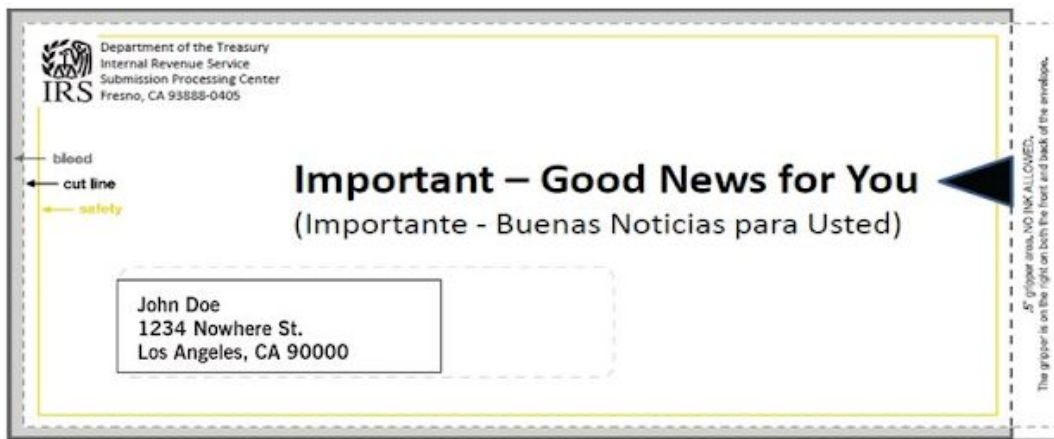 Department of the Treasury
Internal Revenue Service
Submission Processing Center
Fresno, CA 93888-0405
IRS
bleed
cut line
safety
Important – Good News for You
(Importante - Buenas Noticias para Usted)
John Doe
1234 Nowhere St.
Los Angeles, CA 90000
.5" gripper area, NO INK ALLOWED.
The gripper is on the right on both the front and back of the envelope.